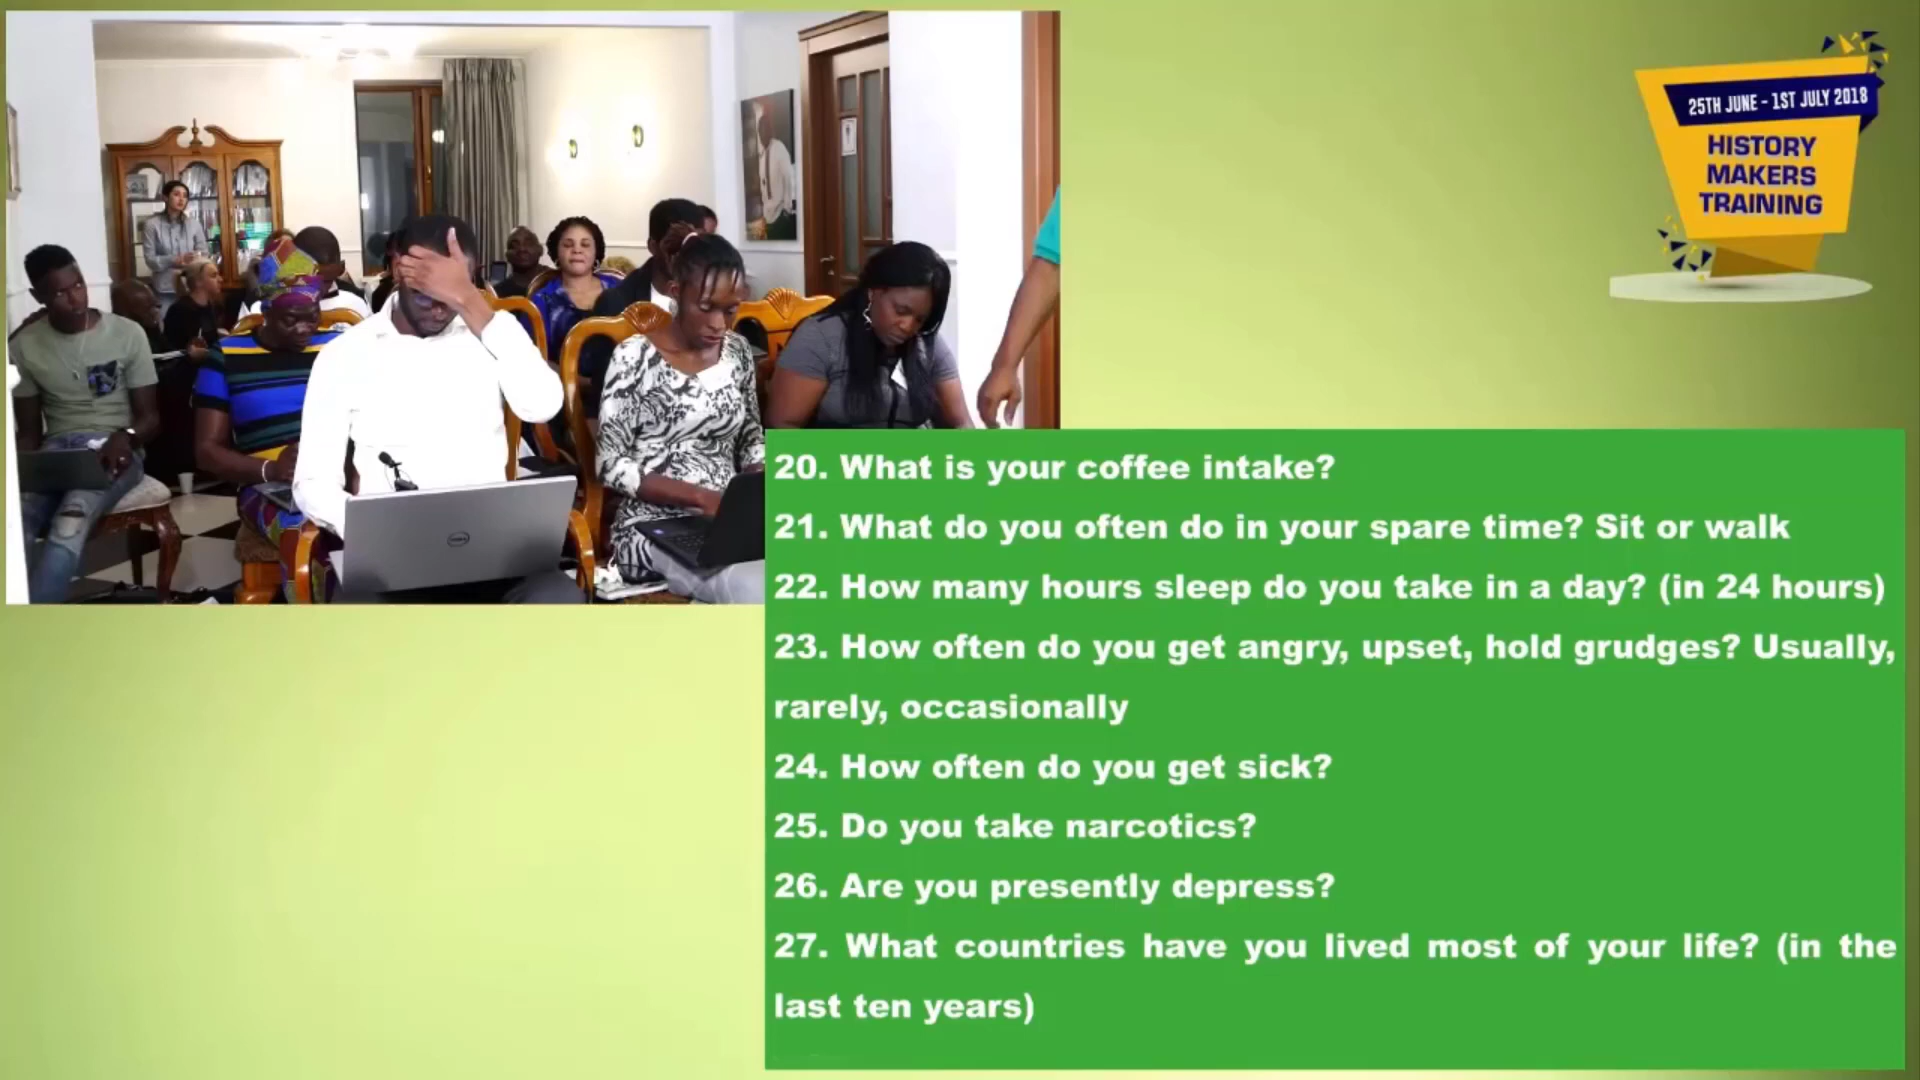 25TH JUNE - 1ST JULY 2018
HISTORY
MAKERS
TRAINING
20. What is your coffee intake?
21. What do you often do in your spare time? Sit or walk
22. How many hours sleep do you take in a day? (in 24 hours)
23. How often do you get angry, upset, hold grudges? Usually,
rarely, occasionally
24. How often do you get sick?
25. Do you take narcotics?
26. Are you presently depress?
27. What countries have you lived most of your life? (in the
last ten years)
DELL